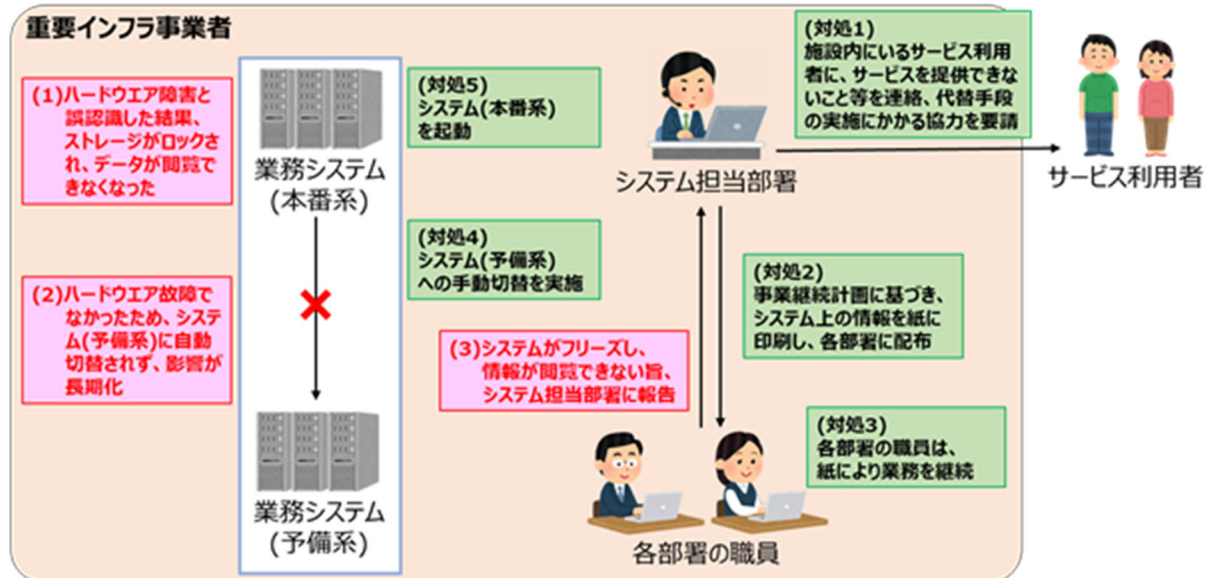 重要インフラ事業者
(1)ハードウエア障害と
誤認識した結果、
ストレージがロックさ
れ、データが閲覧で
きなくなった
業務システム
(本番系)
(対処5)
システム(本番系)
を起動
システム担当部署
(対処1)
施設内にいるサービス利用
者に、サービスを提供できな
いこと等を連絡、代替手段
の実施にかかる協力を要請
サービス利用者
(2)ハードウエア故障で
なかったため、システ
ム(予備系)に自動
切替されず、影響が
長期化
(対処4)
システム(予備系)
への手動切替を実施
(対処2)
事業継続計画に基づき、
システム上の情報を紙に
印刷し、各部署に配布
(3)システムがフリーズし、
情報が閲覧できない旨、
システム担当部署に報告
業務システム
(予備系)
(対処3)
各部署の職員は、
紙により業務を継続
各部署の職員